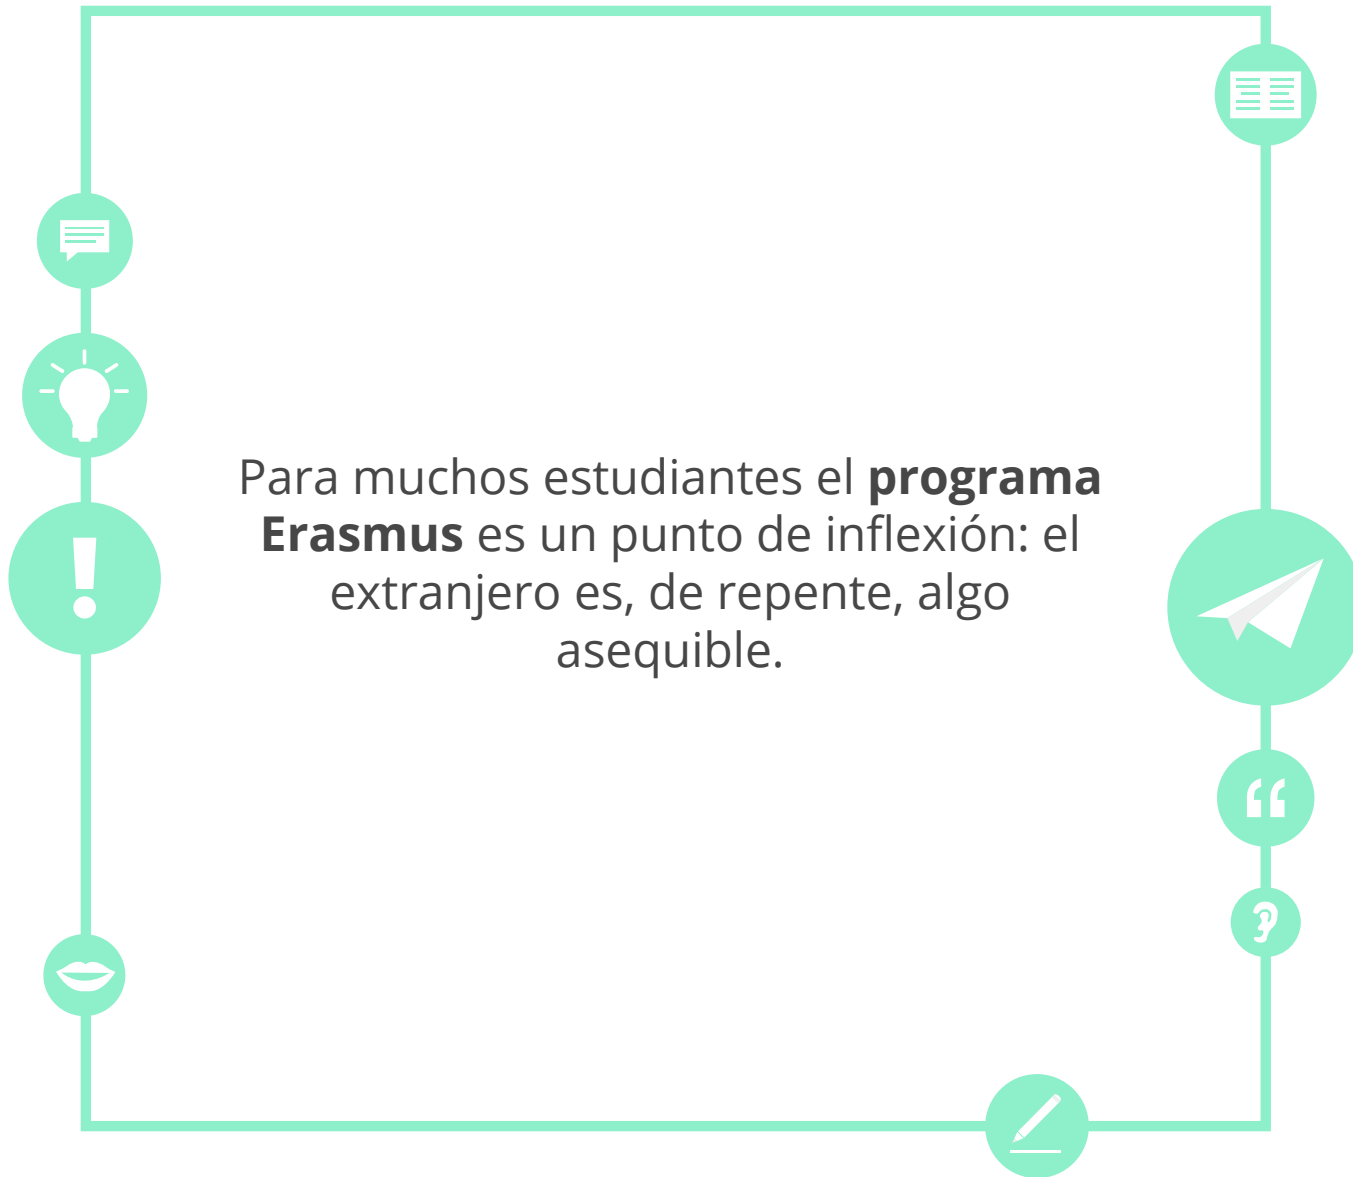 Para muchos estudiantes el programa
Erasmus es un punto de inflexión: el
extranjero es, de repente, algo
asequible.